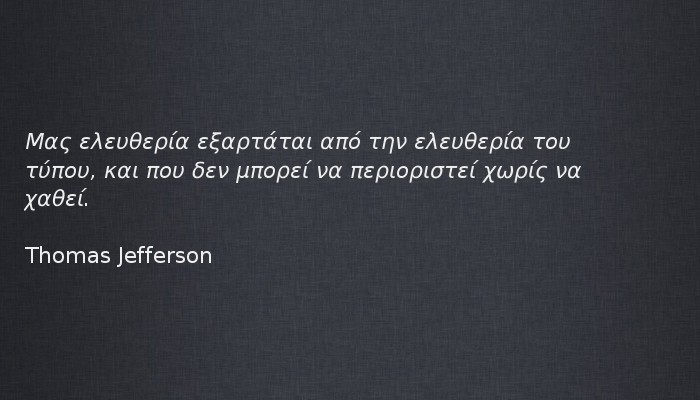 Μας ελευθερία εξαρτάται από την ελευθερία του
τύπου, και που δεν μπορεί να περιοριστεί χωρίς να
χαθεί.
Thomas Jefferson